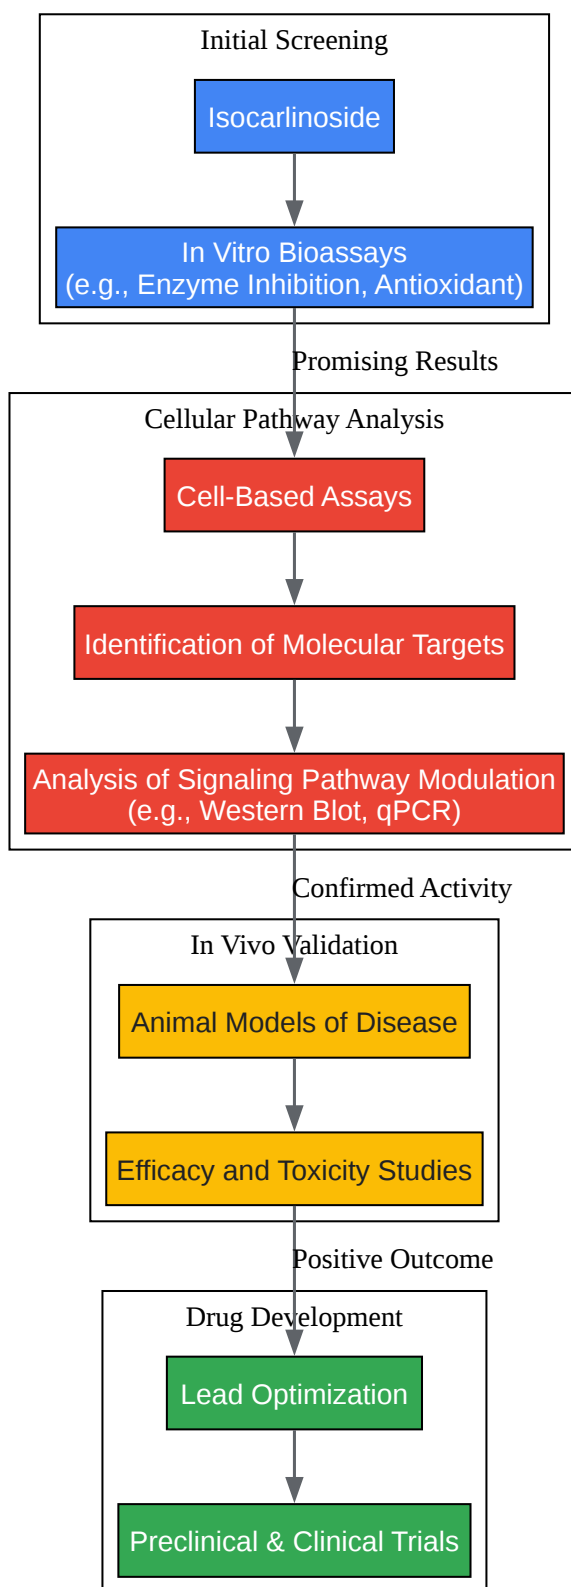 Initial Screening
Isocarlinoside
In Vitro Bioassays
(e.g., Enzyme Inhibition, Antioxidant)
Promising Results
Cellular Pathway Analysis
Cell-Based Assays
Identification of Molecular Targets
Analysis of Signaling Pathway Modulation
(e.g., Western Blot, qPCR)
Confirmed Activity
In Vivo Validation
Animal Models of Disease
Efficacy and Toxicity Studies
Positive Outcome
Drug Development
Lead Optimization
Preclinical & Clinical Trials